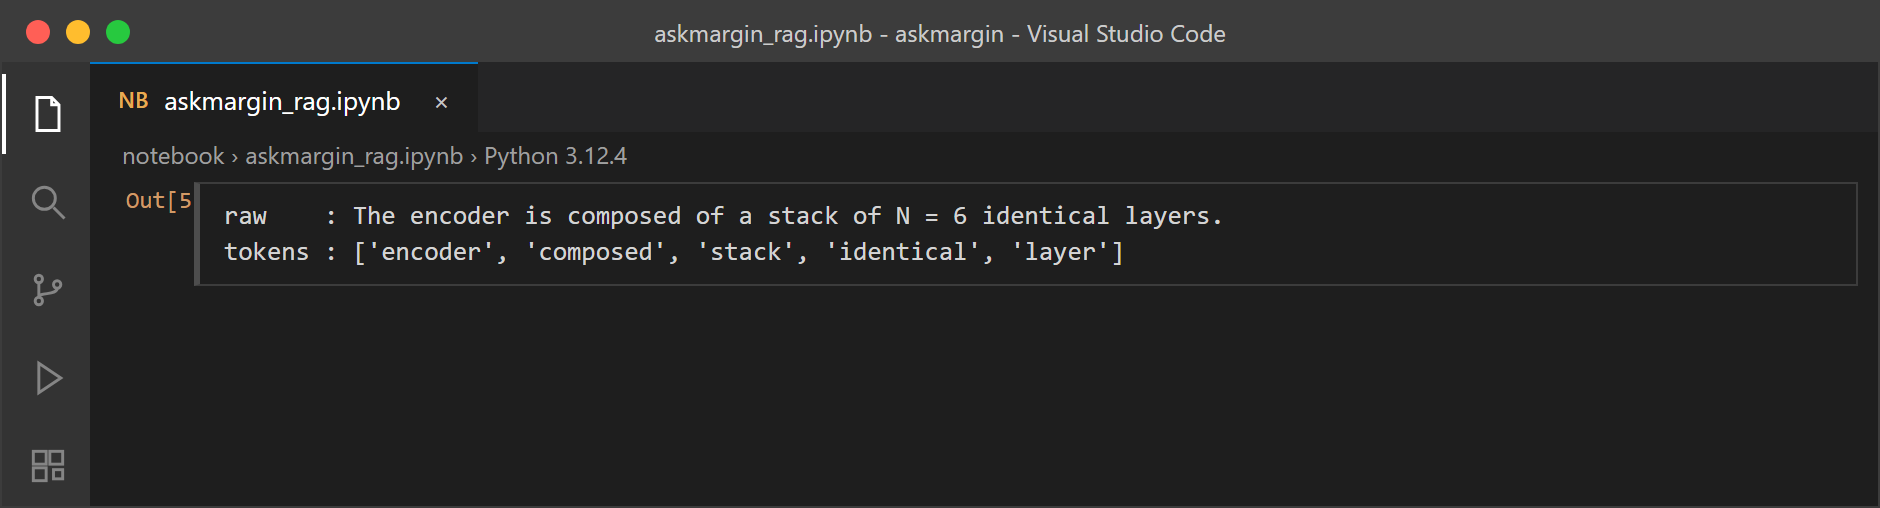 askmargin_rag.ipynb - askmargin - Visual Studio Code
NB askmargin_rag.ipynb ×
notebook › askmargin_rag.ipynb › Python 3.12.4
Out[5
raw    : The encoder is composed of a stack of N = 6 identical layers.
tokens : ['encoder', 'composed', 'stack', 'identical', 'layer']